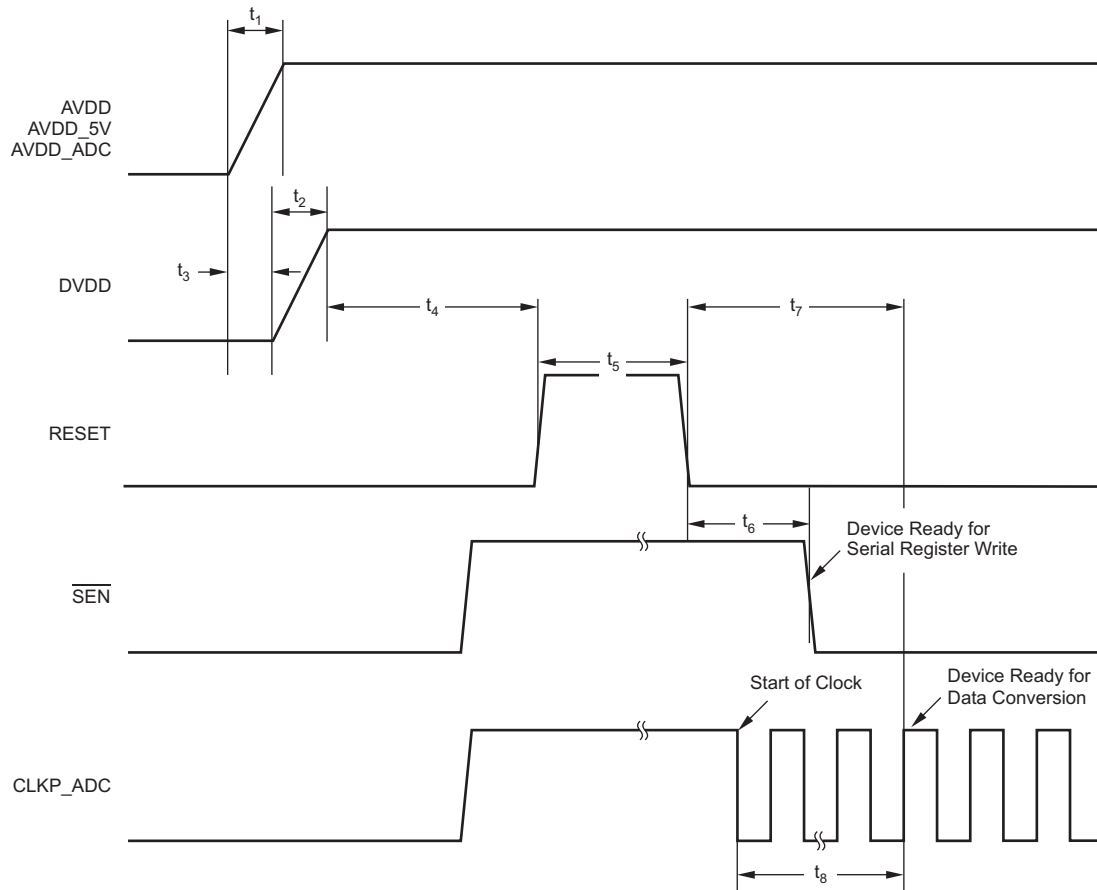 t1
AVDD
AVDD_5V
AVDD_ADC
t2
t3
DVDD
t4
t7
t5
RESET
t6
Device Ready for
Serial Register Write
SEN
Start of Clock
Device Ready for
Data Conversion
CLKP_ADC
t8